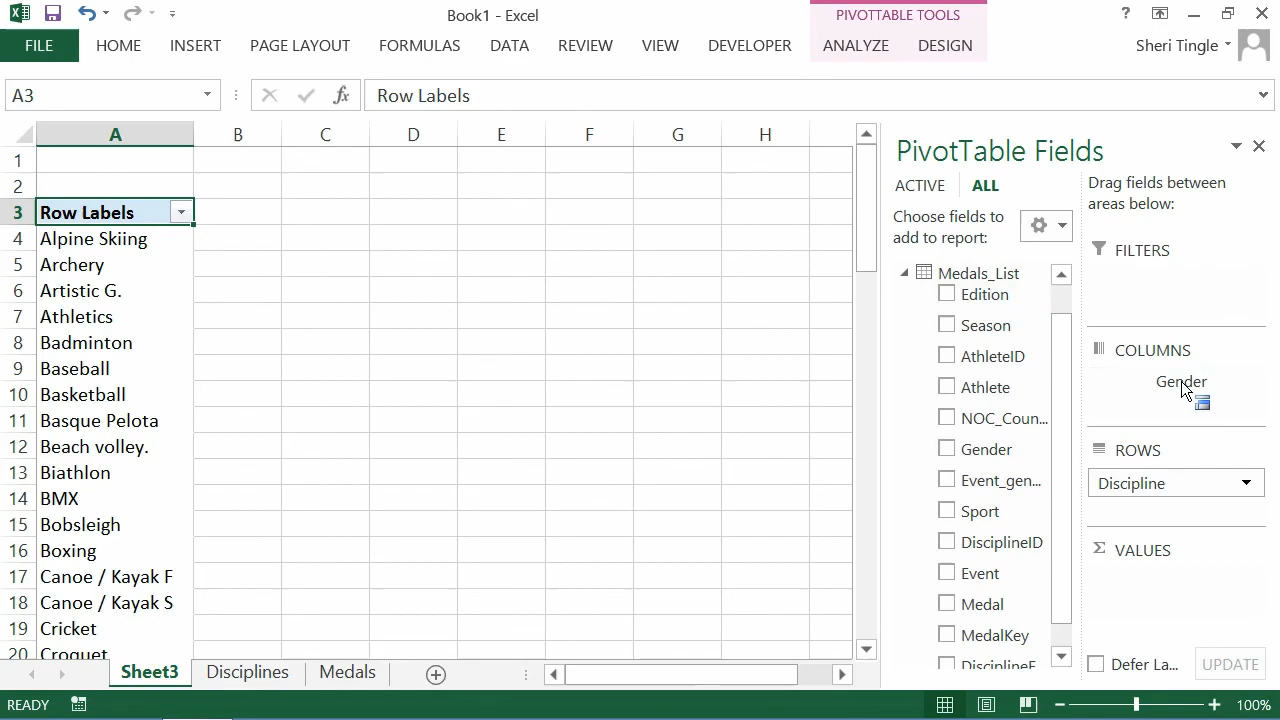 Book1 - Excel
PIVOTTABLE TOOLS
?
FILE HOME INSERT PAGE LAYOUT FORMULAS DATA REVIEW VIEW DEVELOPER ANALYZE DESIGN Sheri Tingle
A3 fx Row Labels
A B C D E F G H
1
2
3 Row Labels
4 Alpine Skiing
5 Archery
6 Artistic G.
7 Athletics
8 Badminton
9 Baseball
10 Basketball
11 Basque Pelota
12 Beach volley.
13 Biathlon
14 BMX
15 Bobsleigh
16 Boxing
17 Canoe / Kayak F
18 Canoe / Kayak S
19 Cricket
20 Croquet
PivotTable Fields
ACTIVE ALL
Choose fields to
add to report:
Medals_List
Edition
Season
AthleteID
Athlete
NOC_Coun...
Gender
Event_gen...
Sport
DisciplineID
Event
Medal
MedalKey
DisciplineE
Drag fields between
areas below:
FILTERS
COLUMNS
Gender
ROWS
Discipline
Σ VALUES
Defer La... UPDATE
Sheet3 Disciplines Medals
READY 100%